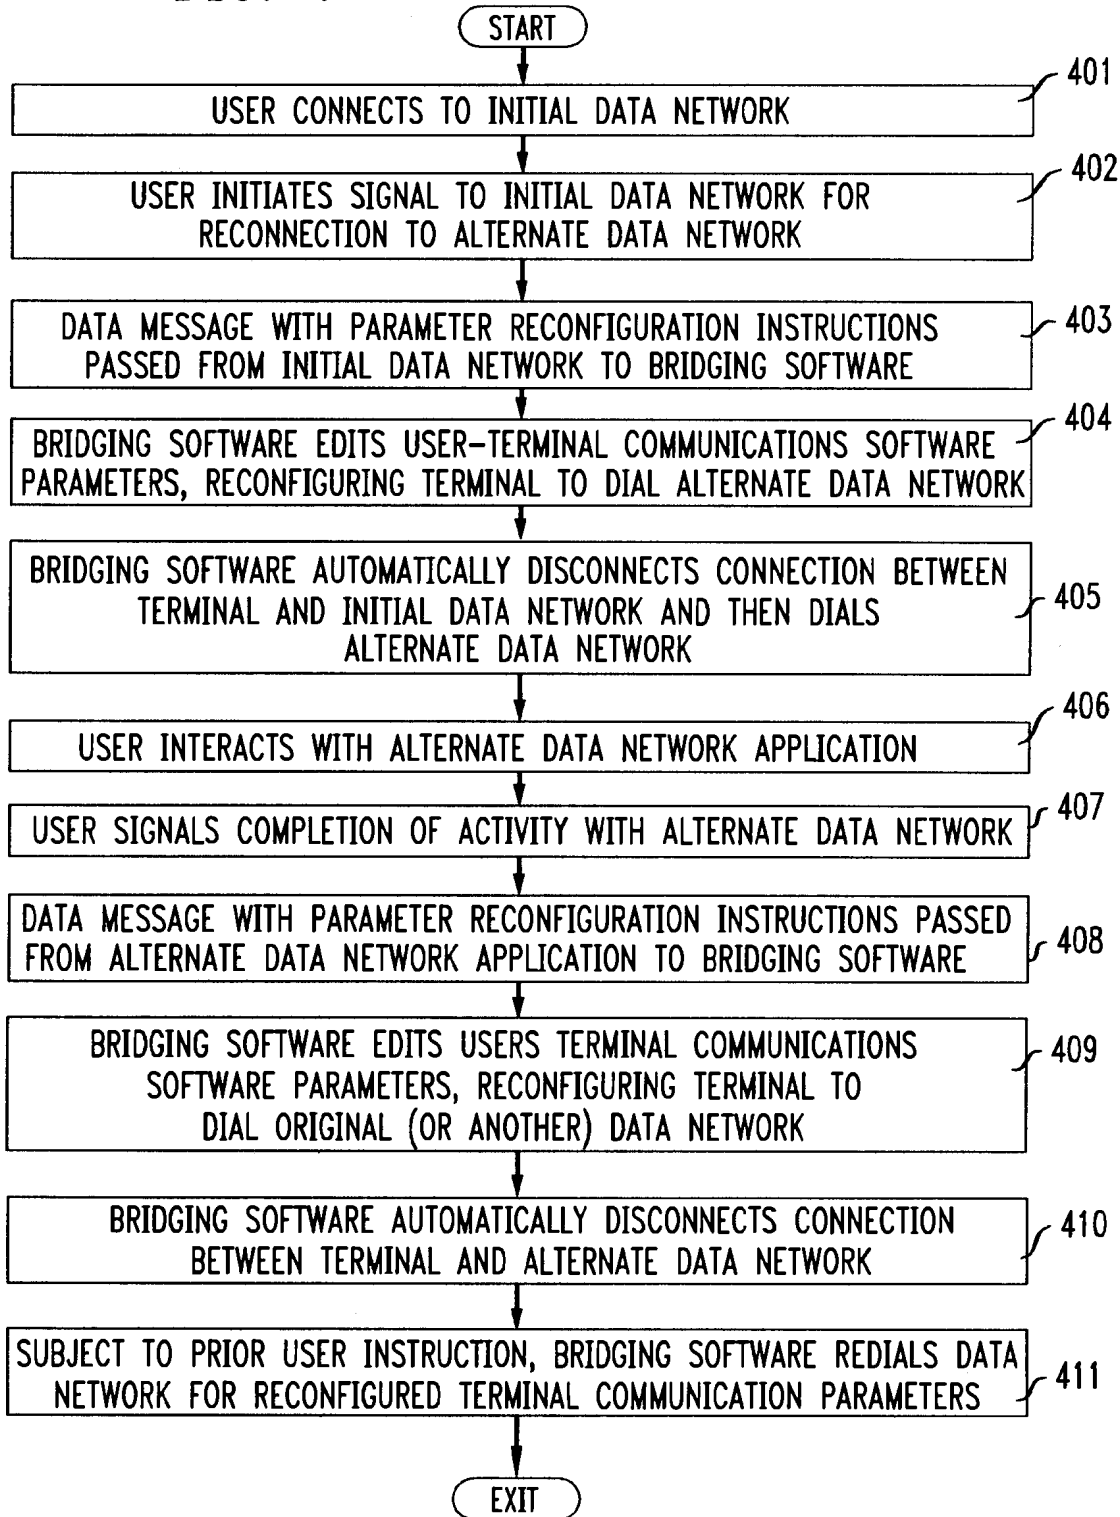 START
401
USER CONNECTS TO INITIAL DATA NETWORK
402
USER INITIATES SIGNAL TO INITIAL DATA NETWORK FOR
RECONNECTION TO ALTERNATE DATA NETWORK
403
DATA MESSAGE WITH PARAMETER RECONFIGURATION INSTRUCTIONS
PASSED FROM INITIAL DATA NETWORK TO BRIDGING SOFTWARE
404
BRIDGING SOFTWARE EDITS USER-TERMINAL COMMUNICATIONS SOFTWARE
PARAMETERS, RECONFIGURING TERMINAL TO DIAL ALTERNATE DATA NETWORK
BRIDGING SOFTWARE AUTOMATICALLY DISCONNECTS CONNECTION BETWEEN
TERMINAL AND INITIAL DATA NETWORK AND THEN DIALS
ALTERNATE DATA NETWORK
405
406
USER INTERACTS WITH ALTERNATE DATA NETWORK APPLICATION
407
USER SIGNALS COMPLETION OF ACTIVITY WITH ALTERNATE DATA NETWORK
DATA MESSAGE WITH PARAMETER RECONFIGURATION INSTRUCTIONS PASSED
FROM ALTERNATE DATA NETWORK APPLICATION TO BRIDGING SOFTWARE
408
BRIDGING SOFTWARE EDITS USERS TERMINAL COMMUNICATIONS
SOFTWARE PARAMETERS, RECONFIGURING TERMINAL TO
DIAL ORIGINAL (OR ANOTHER) DATA NETWORK
409
BRIDGING SOFTWARE AUTOMATICALLY DISCONNECTS CONNECTION
BETWEEN TERMINAL AND ALTERNATE DATA NETWORK
410
SUBJECT TO PRIOR USER INSTRUCTION, BRIDGING SOFTWARE REDIALS DATA
NETWORK FOR RECONFIGURED TERMINAL COMMUNICATION PARAMETERS
411
EXIT